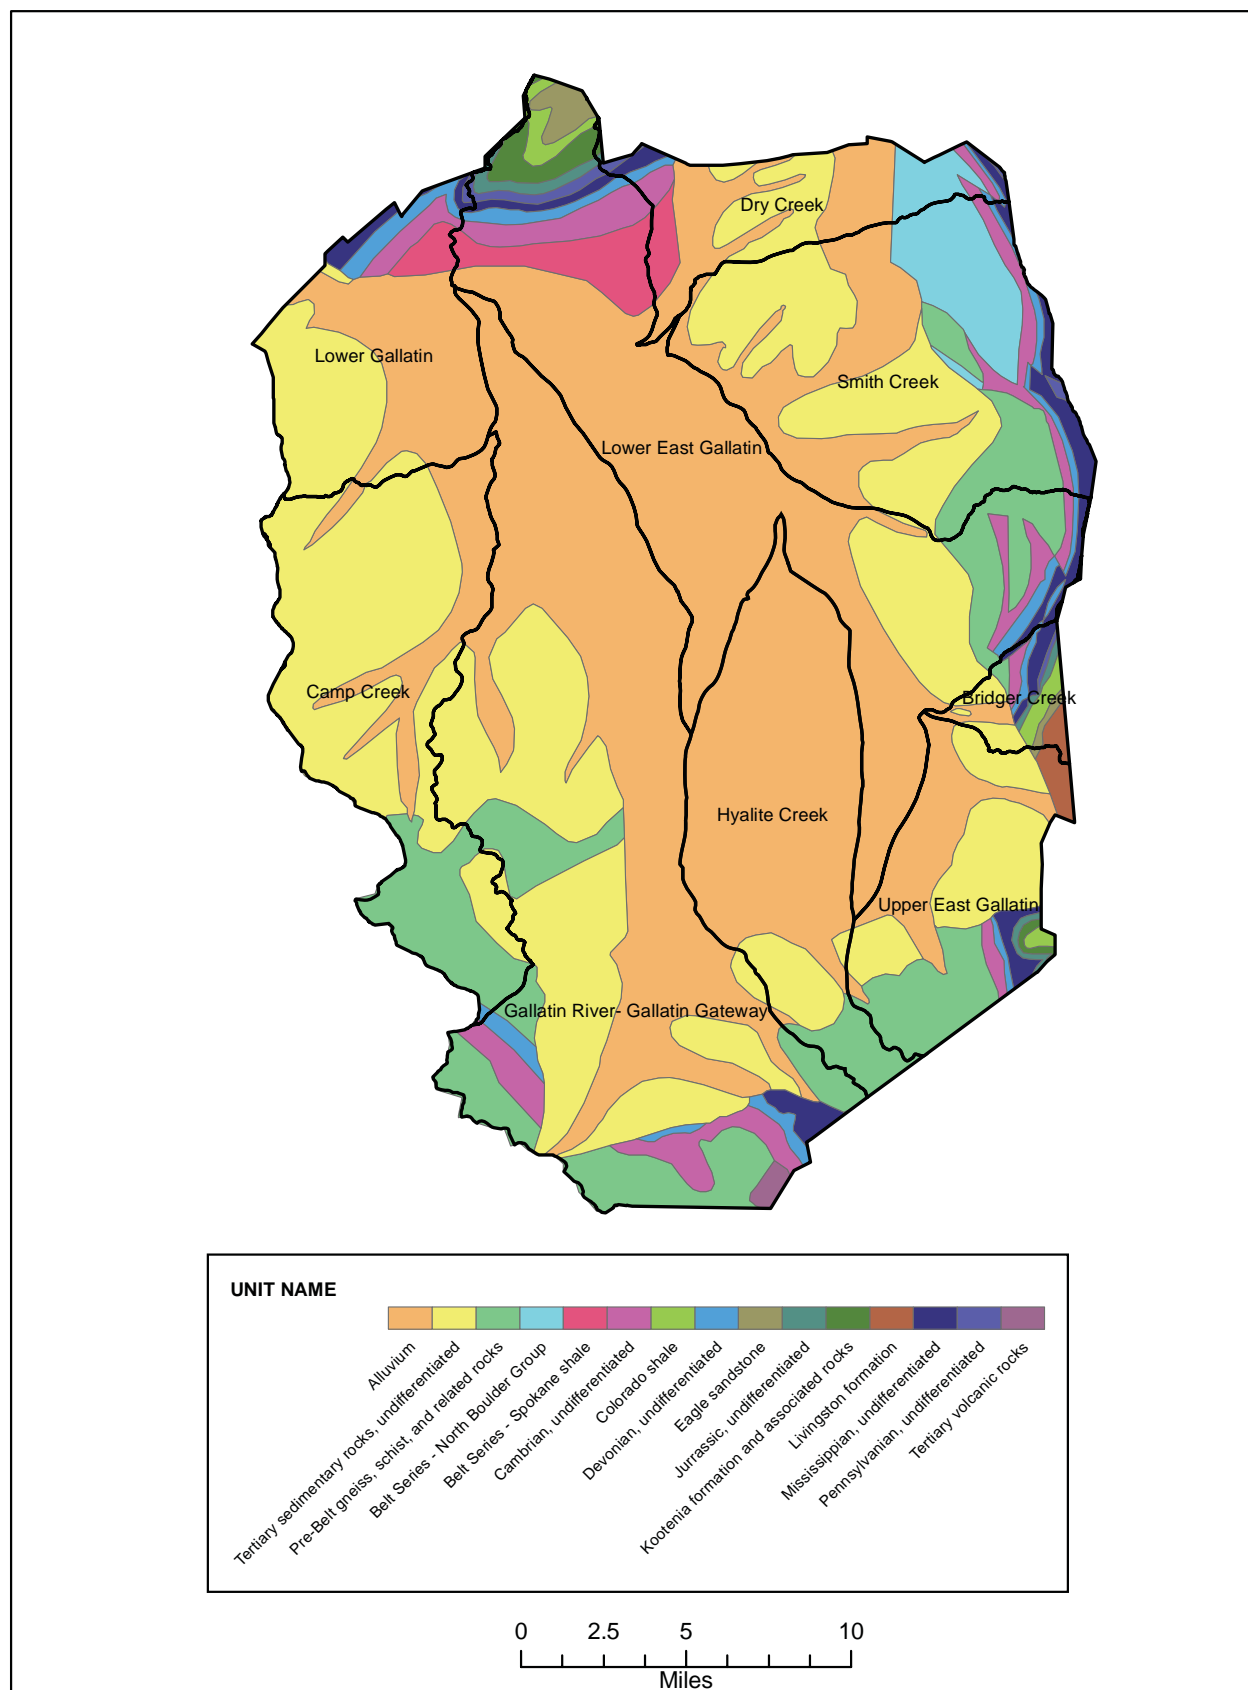 Dry Creek
Lower Gallatin
Smith Creek
Lower East Gallatin
Camp Creek
Bridger Creek
Hyalite Creek
Upper East Gallatin
Gallatin River- Gallatin Gateway
UNIT NAME
Alluvium
Tertiary sedimentary rocks, undifferentiated
Pre-Belt gneiss, schist, and related rocks
Belt Series - North Boulder Group
Belt Series - Spokane shale
Cambrian, undifferentiated
Colorado shale
Devonian, undifferentiated
Eagle sandstone
Jurrassic, undifferentiated
Kootenia formation and associated rocks
Livingston formation
Mississippian, undifferentiated
Pennsylvanian, undifferentiated
Tertiary volcanic rocks
0 2.5 5 10
Miles